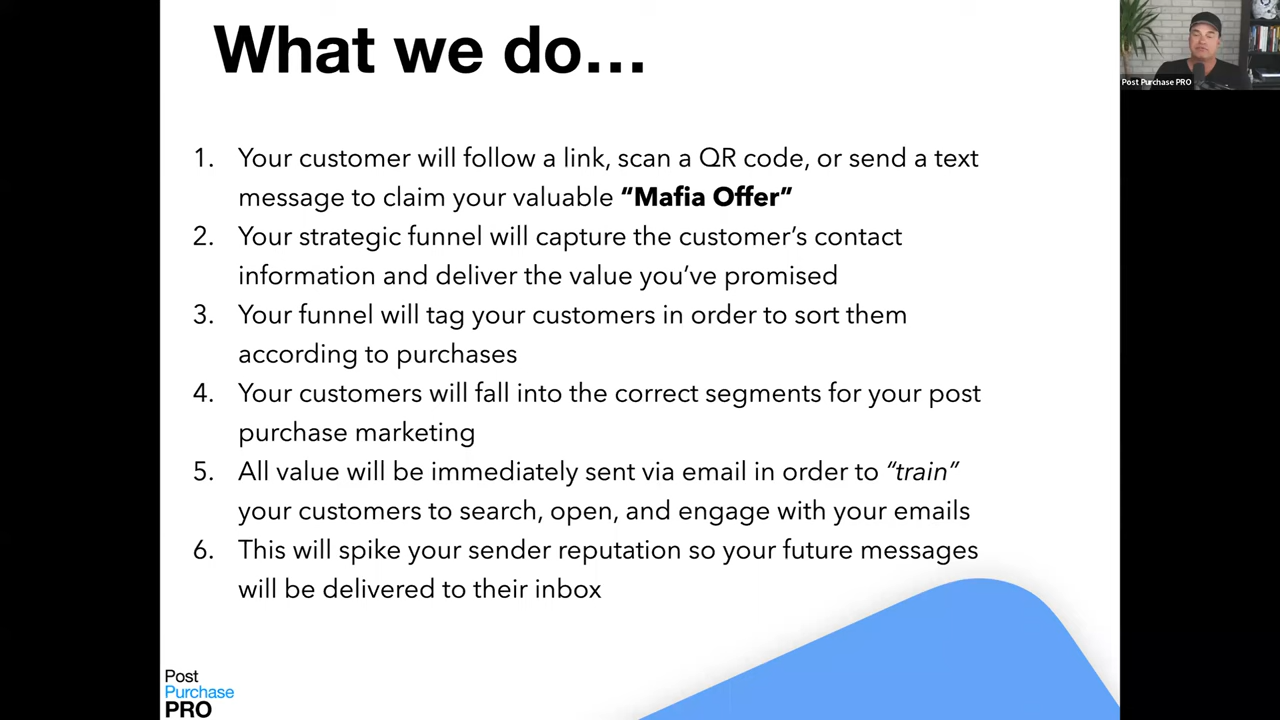 What we do…
1. Your customer will follow a link, scan a QR code, or send a text
message to claim your valuable “Mafia Offer”
2. Your strategic funnel will capture the customer’s contact
information and deliver the value you’ve promised
3. Your funnel will tag your customers in order to sort them
according to purchases
4. Your customers will fall into the correct segments for your post
purchase marketing
5. All value will be immediately sent via email in order to “train”
your customers to search, open, and engage with your emails
6. This will spike your sender reputation so your future messages
will be delivered to their inbox
Post
Purchase
PRO
Post Purchase PRO